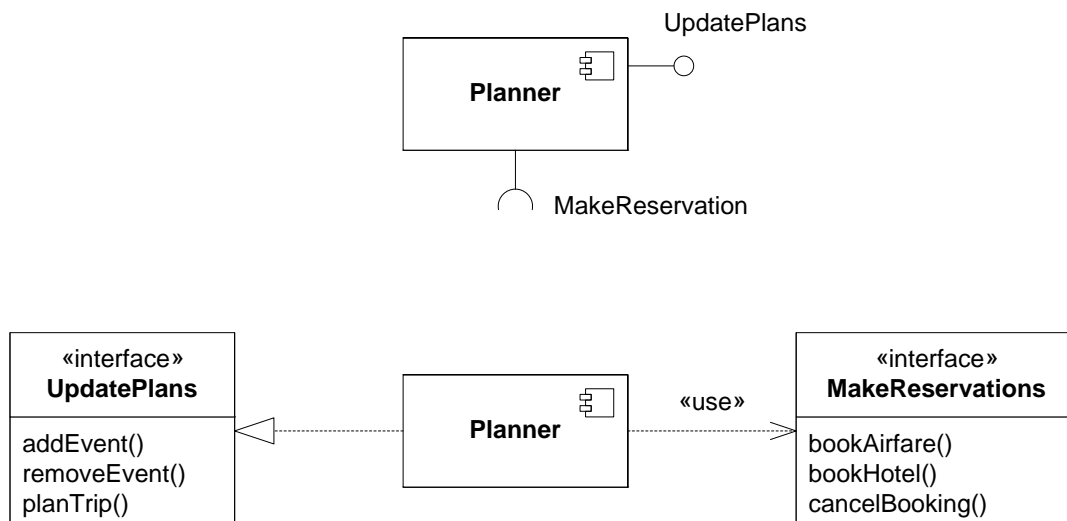 UpdatePlans
Planner
MakeReservation
«interface»
UpdatePlans
addEvent()
removeEvent()
planTrip()
Planner
«use»
«interface»
MakeReservations
bookAirfare()
bookHotel()
cancelBooking()